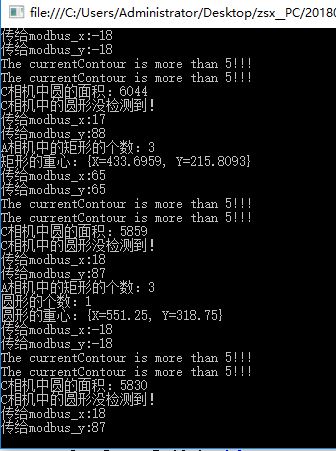 file:///C:/Users/Administrator/Desktop/zsx_PC/20180
传给modbus_x:-18
传给modbus_y:-18
The currentContour is more than 5!!!
The currentContour is more than 5!!!
C相机中圆的面积: 6044
C相机中的圆形没检测到!
传给modbus_x:17
传给modbus_y:88
A相机中的矩形的个数: 3
矩形的重心: {X=433.6959, Y=215.8093}
传给modbus_x:65
传给modbus_y:65
The currentContour is more than 5!!!
The currentContour is more than 5!!!
C相机中圆的面积: 5859
C相机中的圆形没检测到!
传给modbus_x:18
传给modbus_y:87
A相机中的矩形的个数: 3
圆形的个数: 1
圆形的重心: {X=551.25, Y=318.75}
传给modbus_x:-18
传给modbus_y:-18
The currentContour is more than 5!!!
The currentContour is more than 5!!!
C相机中圆的面积: 5830
C相机中的圆形没检测到!
传给modbus_x:18
传给modbus_y:87